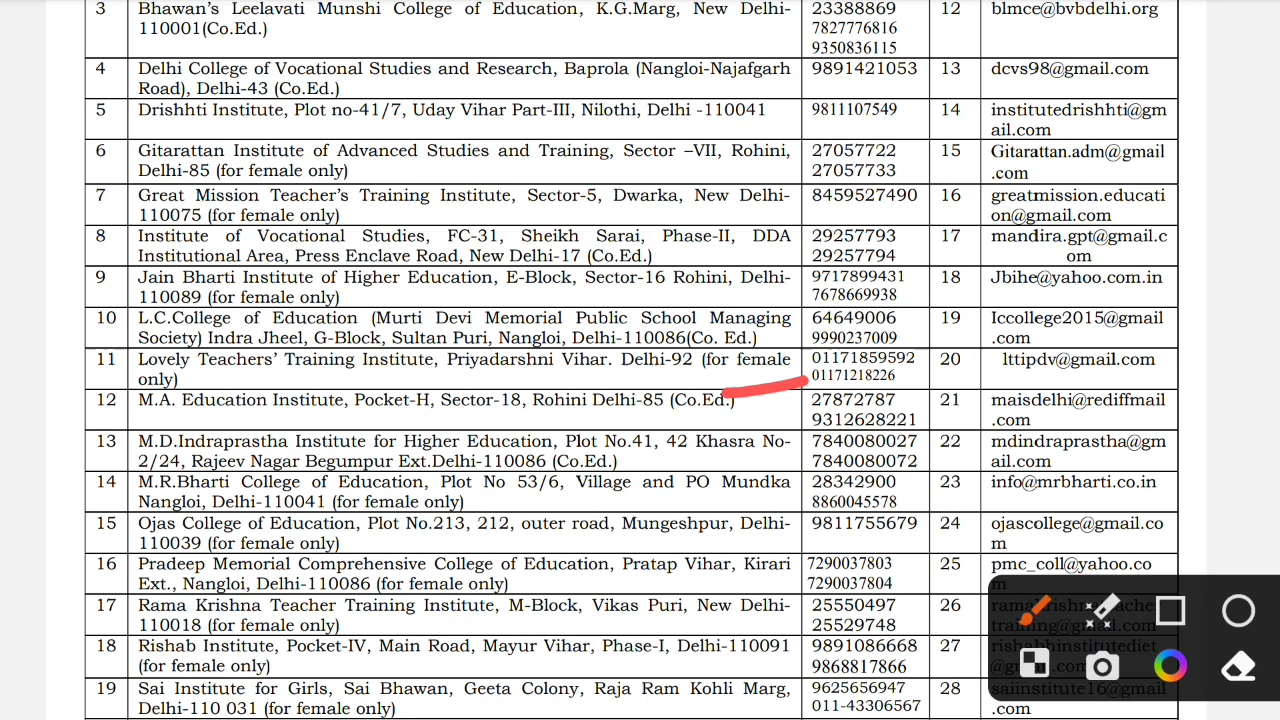 3 Bhawan's Leelavati Munshi College of Education, K.G.Marg, New Delhi- 23388869 12 blmce@bvbdelhi.org
110001(Co.Ed.) 7827776816
9350836115
4 Delhi College of Vocational Studies and Research, Baprola (Nangloi-Najafgarh 9891421053 13 dcvs98@gmail.com
Road), Delhi-43 (Co.Ed.)
5 Drishhti Institute, Plot no-41/7, Uday Vihar Part-III, Nilothi, Delhi -110041 9811107549 14 institutedrishhti@gm
ail.com
6 Gitarattan Institute of Advanced Studies and Training, Sector –VII, Rohini, 27057722 15 Gitarattan.adm@gmail
Delhi-85 (for female only) 27057733 .com
7 Great Mission Teacher's Training Institute, Sector-5, Dwarka, New Delhi- 8459527490 16 greatmission.educati
110075 (for female only) on@gmail.com
8 Institute of Vocational Studies, FC-31, Sheikh Sarai, Phase-II, DDA 29257793 17 mandira.gpt@gmail.c
Institutional Area, Press Enclave Road, New Delhi-17 (Co.Ed.) 29257794 om
9 Jain Bharti Institute of Higher Education, E-Block, Sector-16 Rohini, Delhi- 9717899431 18 Jbihe@yahoo.com.in
110089 (for female only) 7678669938
10 L.C.College of Education (Murti Devi Memorial Public School Managing 64649006 19 Iccollege2015@gmail
Society) Indra Jheel, G-Block, Sultan Puri, Nangloi, Delhi-110086(Co. Ed.) 9990237009 .com
11 Lovely Teachers' Training Institute, Priyadarshni Vihar. Delhi-92 (for female 01171859592 20 lttipdv@gmail.com
only) 01171218226
12 M.A. Education Institute, Pocket-H, Sector-18, Rohini Delhi-85 (Co.Ed.) 27872787 21 maisdelhi@rediffmail
9312628221 .com
13 M.D.Indraprastha Institute for Higher Education, Plot No.41, 42 Khasra No- 7840080027 22 mdindraprastha@gm
2/24, Rajeev Nagar Begumpur Ext.Delhi-110086 (Co.Ed.) 7840080072 ail.com
14 M.R.Bharti College of Education, Plot No 53/6, Village and PO Mundka 28342900 23 info@mrbharti.co.in
Nangloi, Delhi-110041 (for female only) 8860045578
15 Ojas College of Education, Plot No.213, 212, outer road, Mungeshpur, Delhi- 9811755679 24 ojascollege@gmail.co
110039 (for female only) m
16 Pradeep Memorial Comprehensive College of Education, Pratap Vihar, Kirari 7290037803 25 pmc_coll@yahoo.co
Ext., Nangloi, Delhi-110086 (for female only) 7290037804 m
17 Rama Krishna Teacher Training Institute, M-Block, Vikas Puri, New Delhi- 25550497 26
110018 (for female only) 25529748
18 Rishab Institute, Pocket-IV, Main Road, Mayur Vihar, Phase-I, Delhi-110091 9891086668 27
(for female only) 9868817866
19 Sai Institute for Girls, Sai Bhawan, Geeta Colony, Raja Ram Kohli Marg, 9625656947 28 saiinstitute16@gmail
Delhi-110 031 (for female only) 011-43306567 .com